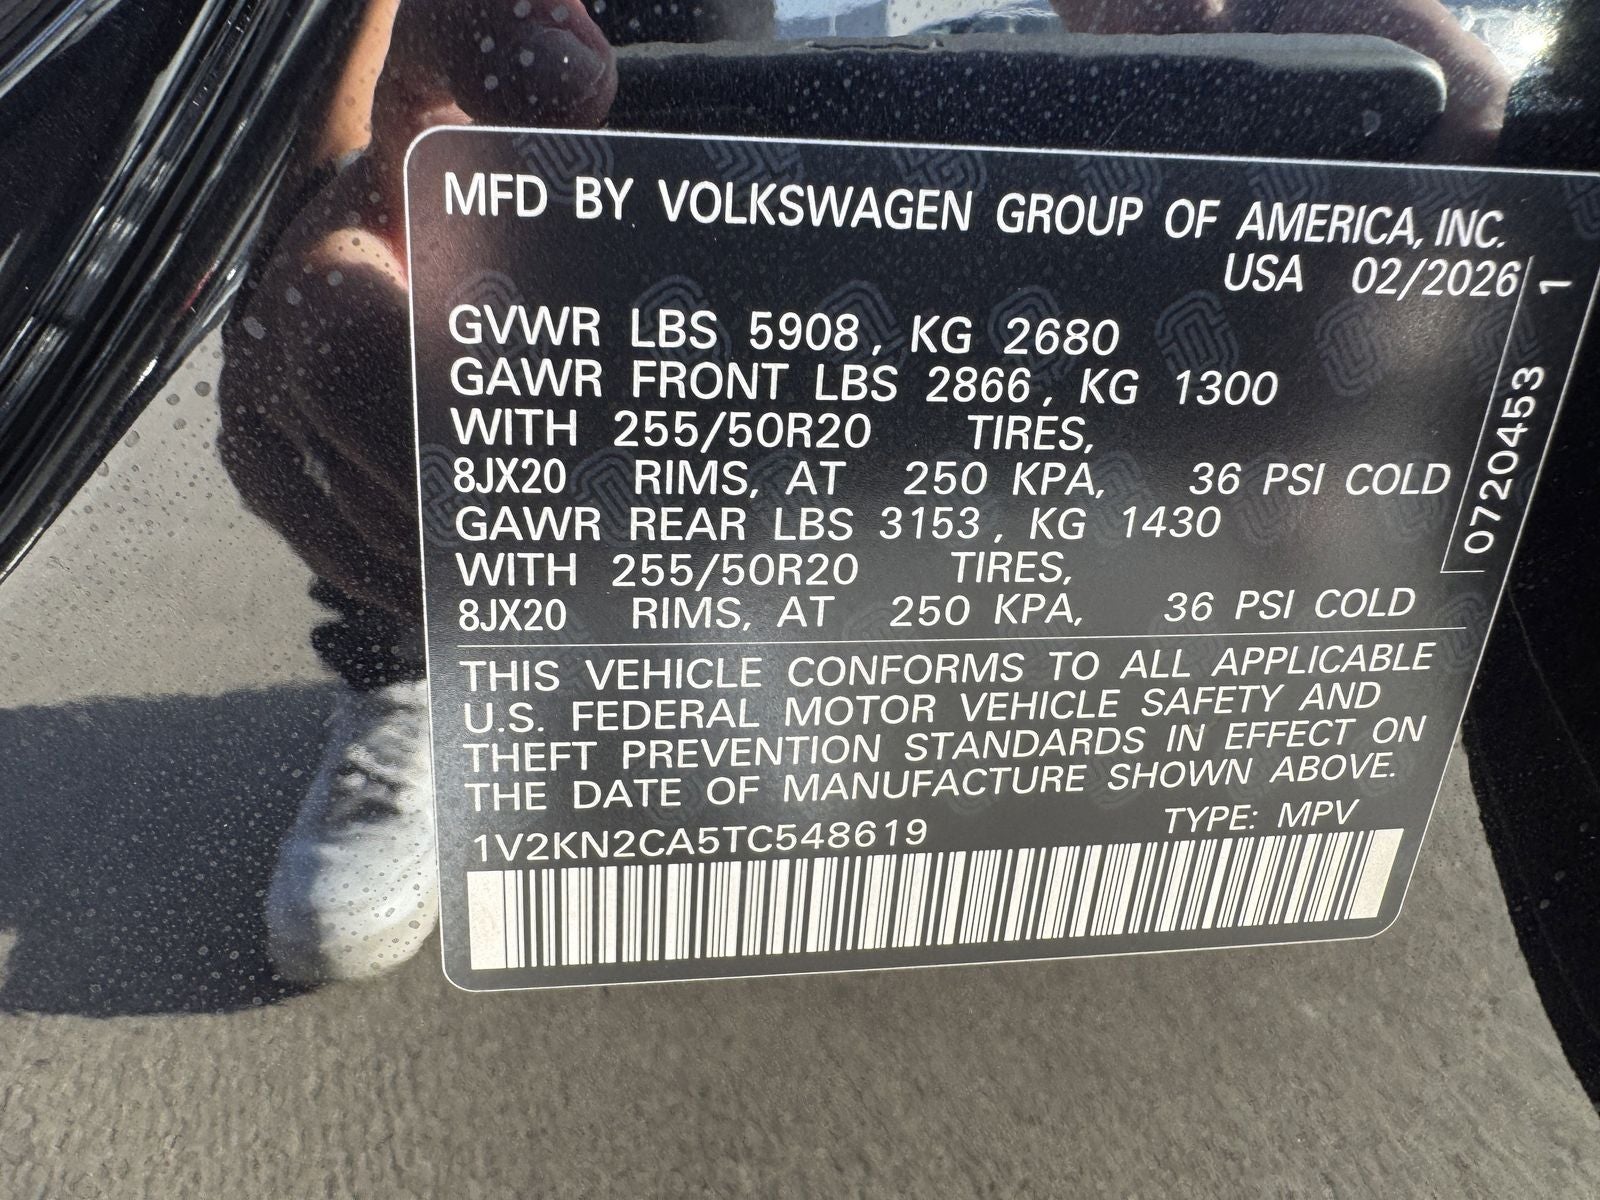 MFD BY VOLKSWAGEN GROUP OF AMERICA, INC.
USA 02/2026
GVWR LBS 5908, KG 2680
GAWR FRONT LBS 2866, KG 1300
WITH 255/50R20 TIRES,
8JX20 RIMS, AT 250 KPA, 36 PSI COLD
GAWR REAR LBS 3153, KG 1430
WITH 255/50R20 TIRES,
8JX20 RIMS, AT 250 KPA, 36 PSI COLD
THIS VEHICLE CONFORMS TO ALL APPLICABLE
U.S. FEDERAL MOTOR VEHICLE SAFETY AND
THEFT PREVENTION STANDARDS IN EFFECT ON
THE DATE OF MANUFACTURE SHOWN ABOVE.
1V2KN2CA5TC548619 TYPE: MPV
0720453 1